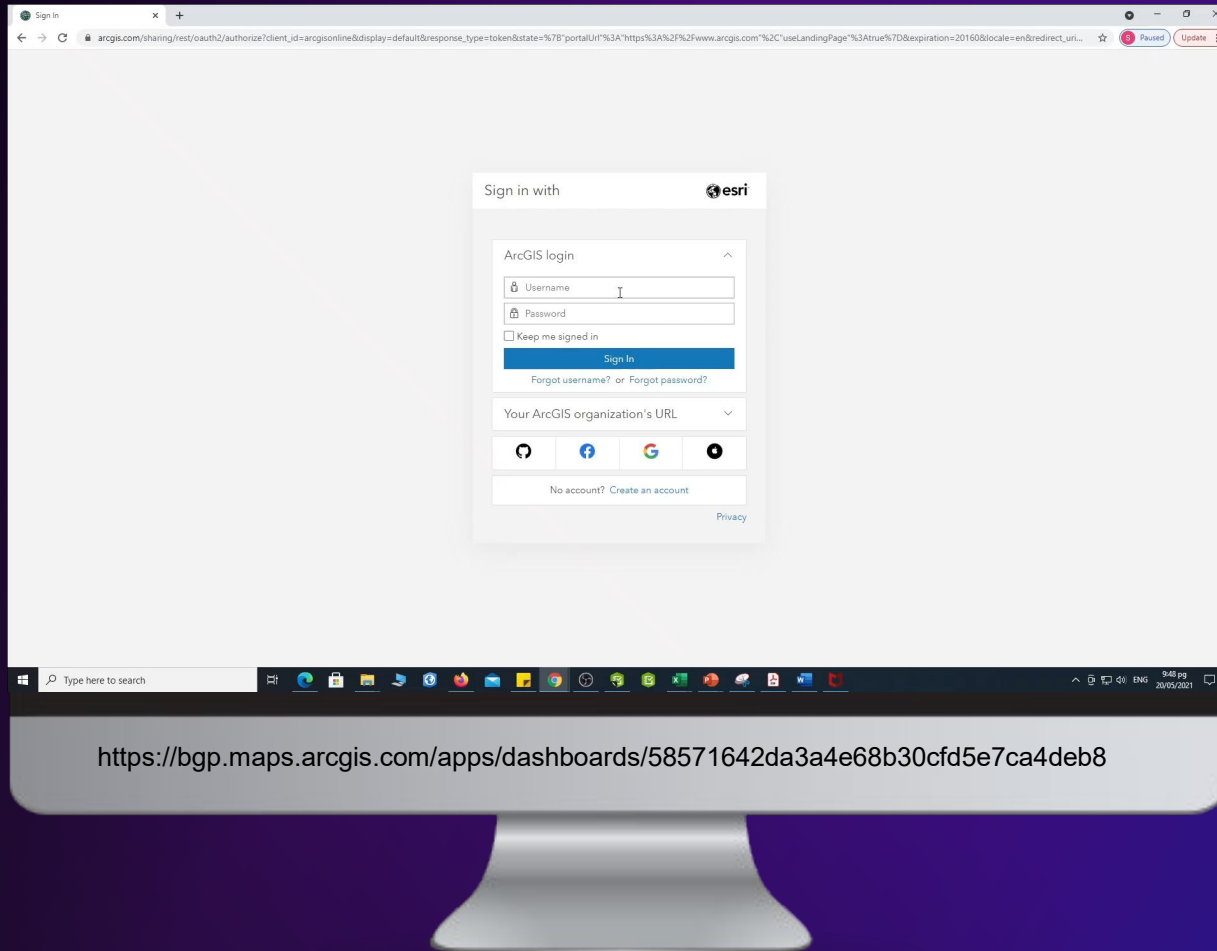 Sign In
arcgis.com/sharing/rest/oauth2/authorize?client_id=arcgisonline&display=default&response_type=token&state=%7B"portalUrl"%3A"https%3A%2F%2Fwww.arcgis.com"%2C"useLandingPage"%3Atrue%7D&expiration=20160&locale=en&redirect_uri... S Paused Update
Sign in with esri
ArcGIS login
Username
Password
Keep me signed in
Sign In
Forgot username? or Forgot password?
Your ArcGIS organization's URL
No account? Create an account
Privacy
Type here to search ENG 9:48 pg
20/05/2021
https://bgp.maps.arcgis.com/apps/dashboards/58571642da3a4e68b30cfd5e7ca4deb8